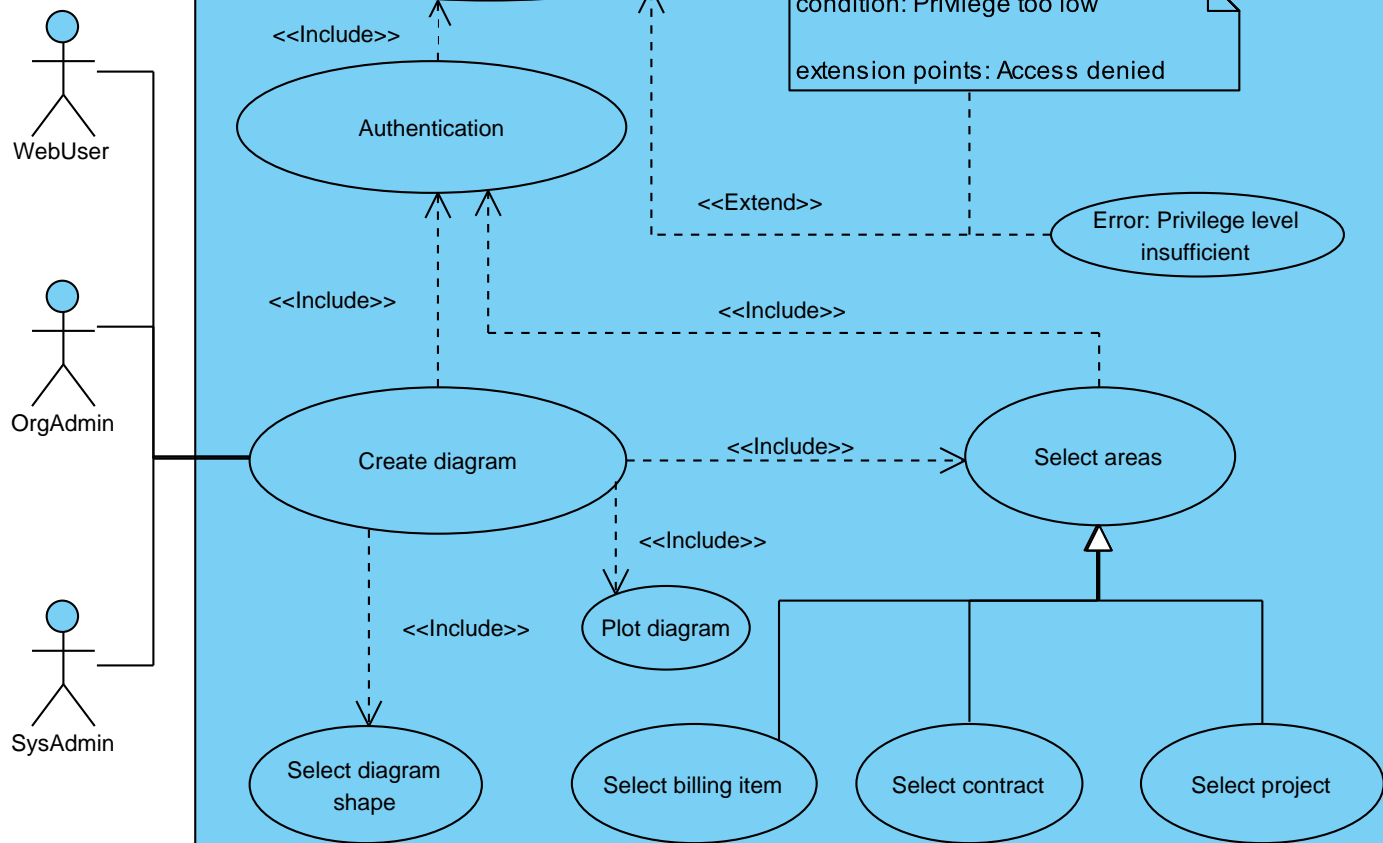 condition: Privilege too low
<<Include>>
extension points: Access denied
Authentication
WebUser
<<Extend>>
Error: Privilege level
insufficient
<<Include>>
<<Include>>
OrgAdmin
<<Include>>
Create diagram
Select areas
<<Include>>
Plot diagram
<<Include>>
SysAdmin
Select diagram
shape
Select billing item
Select contract
Select project